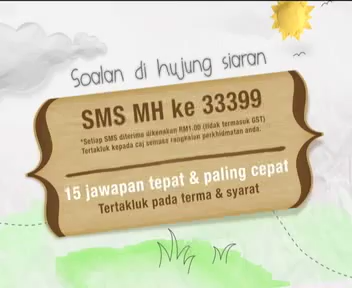 Soalan di hujung siaran
SMS MH ke 33399
*Setiap SMS diterima dikenakan RM1.00 (tidak termasuk GST)
Tertakluk kepada caj semasa rangkaian perkhidmatan anda.
15 jawapan tepat & paling cepat
Tertakluk pada terma & syarat